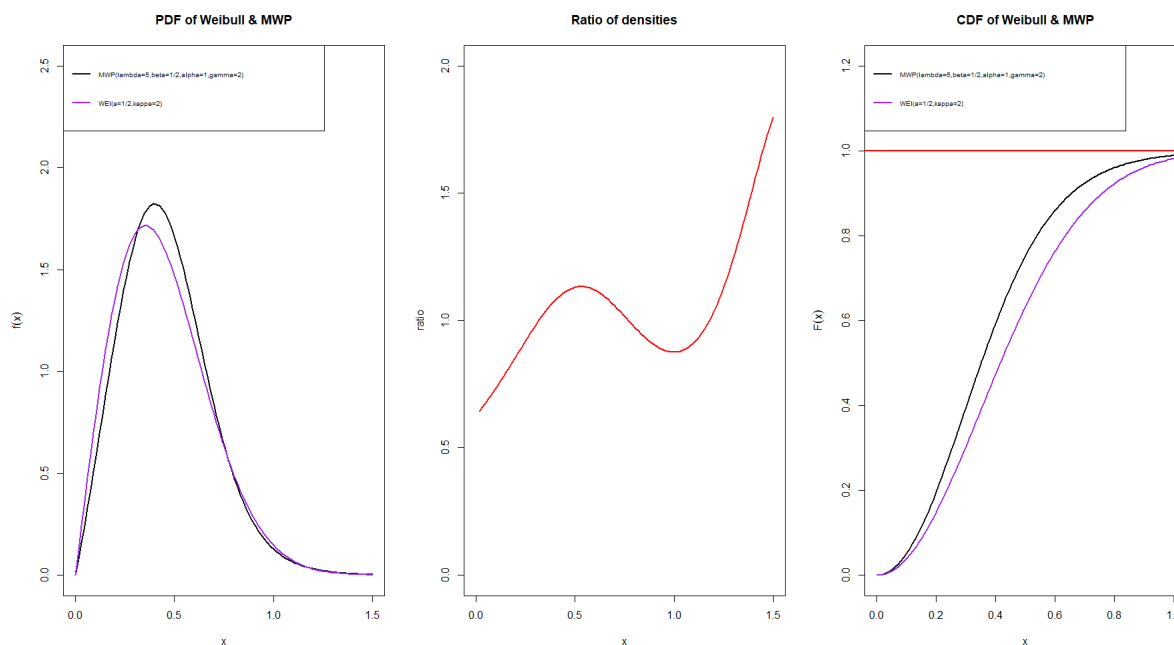 PDF of Weibull & MWP
MWP(lambda=5,beta=1/2,alpha=1,gamma=2)
WEI(a=1/2,kappa=2)
f(x)
2.5
2.0
1.5
1.0
0.5
0.0
0.0 0.5 1.0 1.5
x
Ratio of densities
ratio
2.0
1.5
1.0
0.5
0.0
0.0 0.5 1.0 1.5
x
CDF of Weibull & MWP
MWP(lambda=5,beta=1/2,alpha=1,gamma=2)
WEI(a=1/2,kappa=2)
F(x)
1.2
1.0
0.8
0.6
0.4
0.2
0.0
0.0 0.2 0.4 0.6 0.8
x